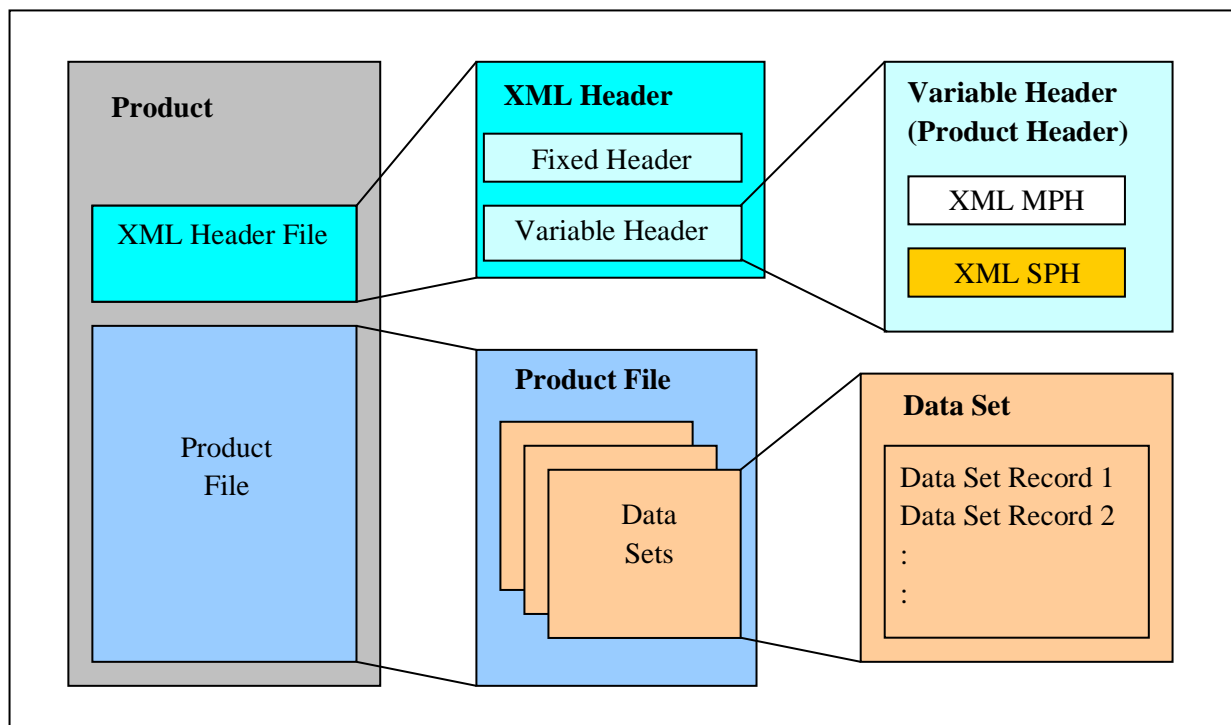 Product
XML Header File
Product
File
XML Header
Fixed Header
Variable Header
Variable Header
(Product Header)
XML MPH
XML SPH
Product File
Data
Sets
Data Set
Data Set Record 1
Data Set Record 2
:
: